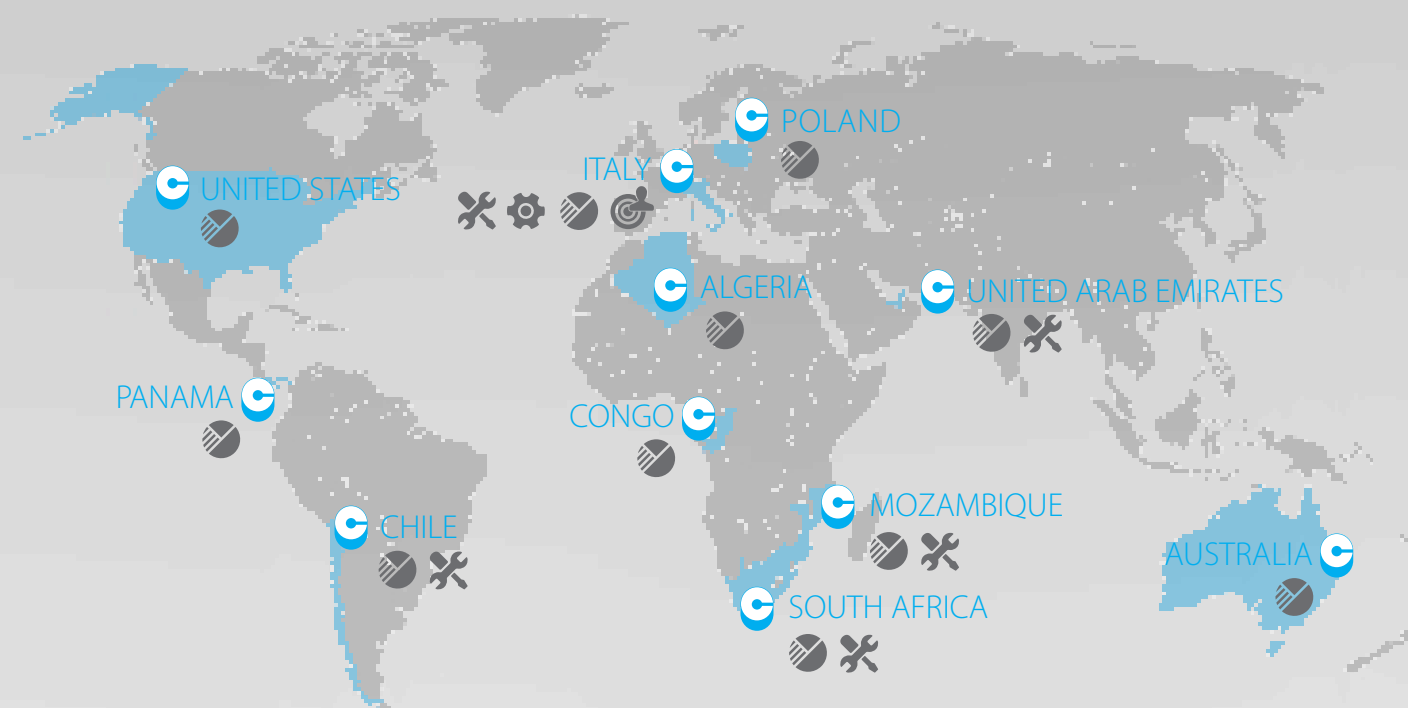 POLAND
ITALY
UNITED STATES
ALGERIA
UNITED ARAB EMIRATES
PANAMA
CONGO
MOZAMBIQUE
CHILE
AUSTRALIA
SOUTH AFRICA